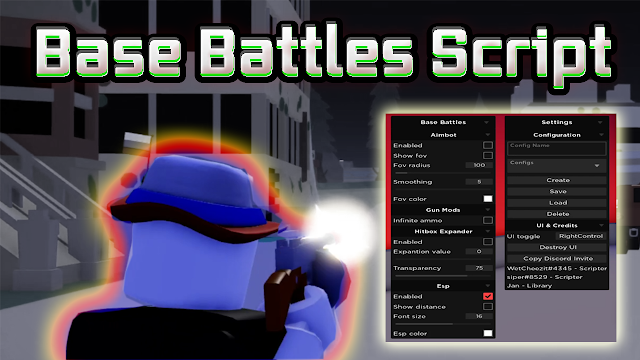 Base Battles Script
Base Battles
Aimbot
Enabled
Show fov
Fov radius 100
Smoothing 5
Fov color
Gun Mods
Infinite ammo
Hitbox Expander
Enabled
Expantion value 0
Transparency 75
Esp
Enabled
Show distance
Font size 16
Esp color
Settings
Configuration
Config Name
Configs
Create
Save
Load
Delete
UI & Credits
UI toggle RightControl
Destroy UI
Copy Discord Invite
WetCheezit#4345 - Scripter
siper#8529 - Scripter
Jan - Library